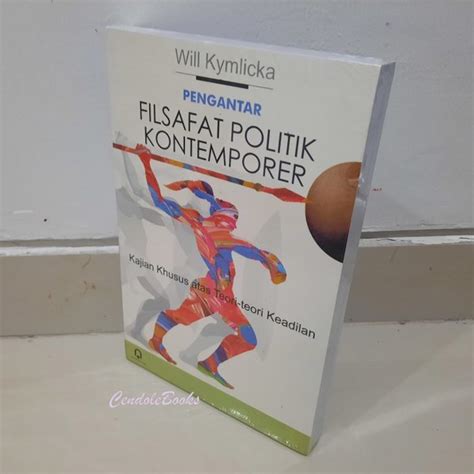 Will Kymlicka
PENGANTAR
FILSAFAT POLITIK
KONTEMPORER
Kajian Khusus atas Teori-teori Keadilan
CendoleBooks